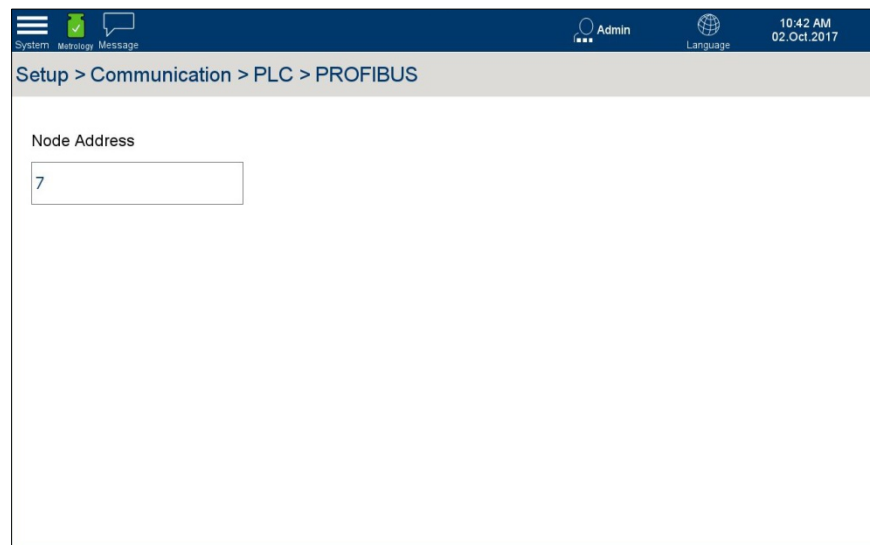 System Metrology Message
Admin
Language
10:42 AM
02.Oct.2017
Setup > Communication > PLC > PROFIBUS
Node Address
7